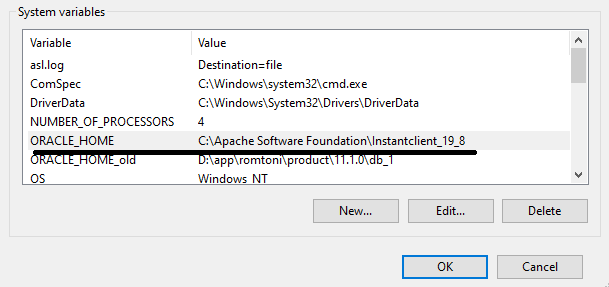 System variables
Variable Value
asl.log Destination=file
ComSpec C:\Windows\system32\cmd.exe
DriverData C:\Windows\System32\Drivers\DriverData
NUMBER_OF_PROCESSORS 4
ORACLE_HOME C:\Apache Software Foundation\Instantclient_19_8
ORACLE_HOME_old D:\app\romtoni\product\11.1.0\db_1
OS Windows_NT
New... Edit... Delete
OK Cancel